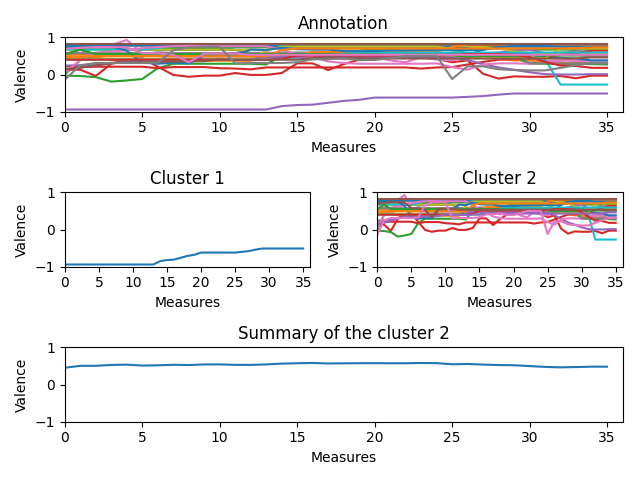 Annotation
Valence
1
0
-1
0 5 10 15 20 25 30 35
Measures
Cluster 1
Valence
1
0
-1
0 5 10 15 20 25 30 35
Measures
Cluster 2
Valence
1
0
-1
0 5 10 15 20 25 30 35
Measures
Summary of the cluster 2
Valence
1
0
-1
0 5 10 15 20 25 30 35
Measures